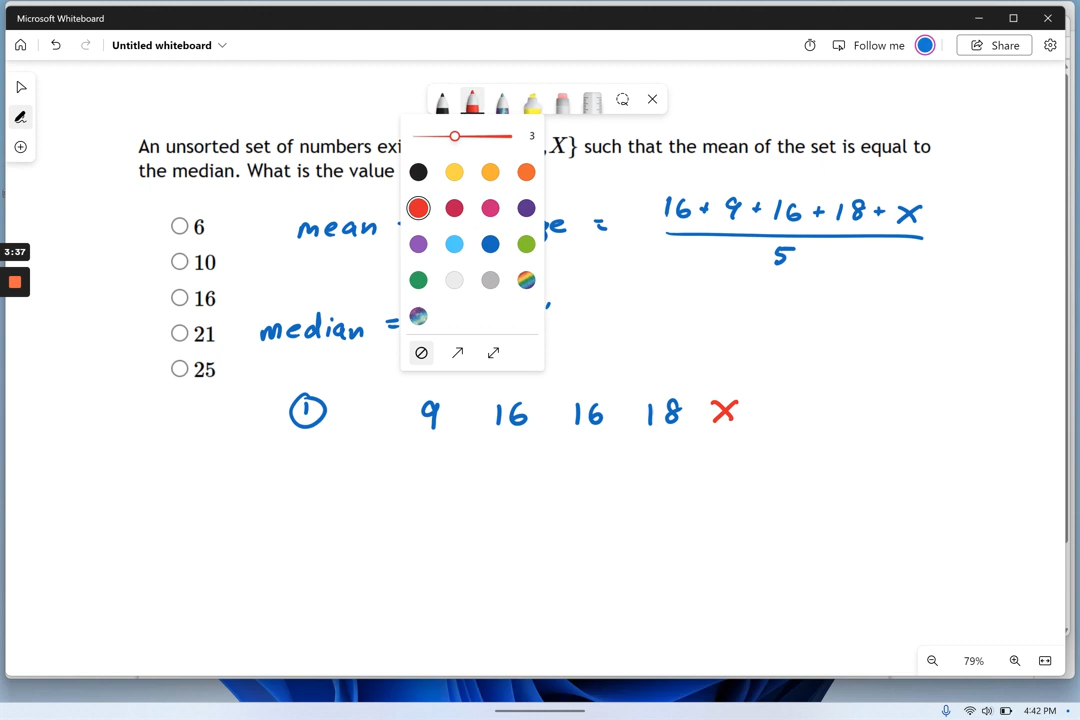 Microsoft Whiteboard
Untitled whiteboard
Follow me
Share
3
An unsorted set of numbers exi , X} such that the mean of the set is equal to
the median. What is the value
6
10
16
21
25
mean
=
16 + 9 + 16 + 18 + X
5
median =
3:37
① 9 16 16 18 X
79%
4:42 PM